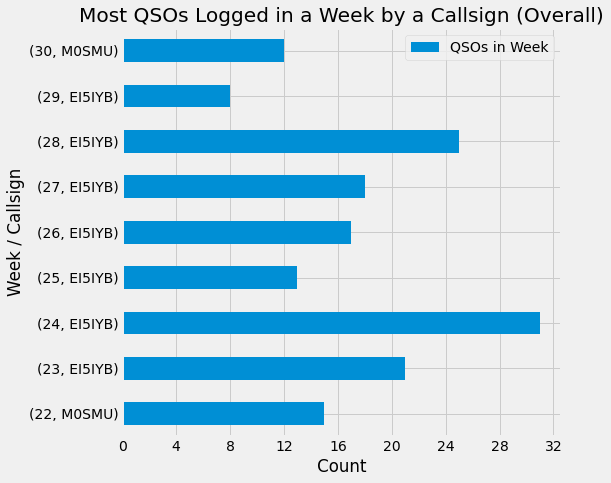 Most QSOs Logged in a Week by a Callsign (Overall)
QSOs in Week
(30, M0SMU)
(29, EI5IYB)
(28, EI5IYB)
(27, EI5IYB)
(26, EI5IYB)
(25, EI5IYB)
(24, EI5IYB)
(23, EI5IYB)
(22, M0SMU)
Week / Callsign
0 4 8 12 16 20 24 28 32
Count